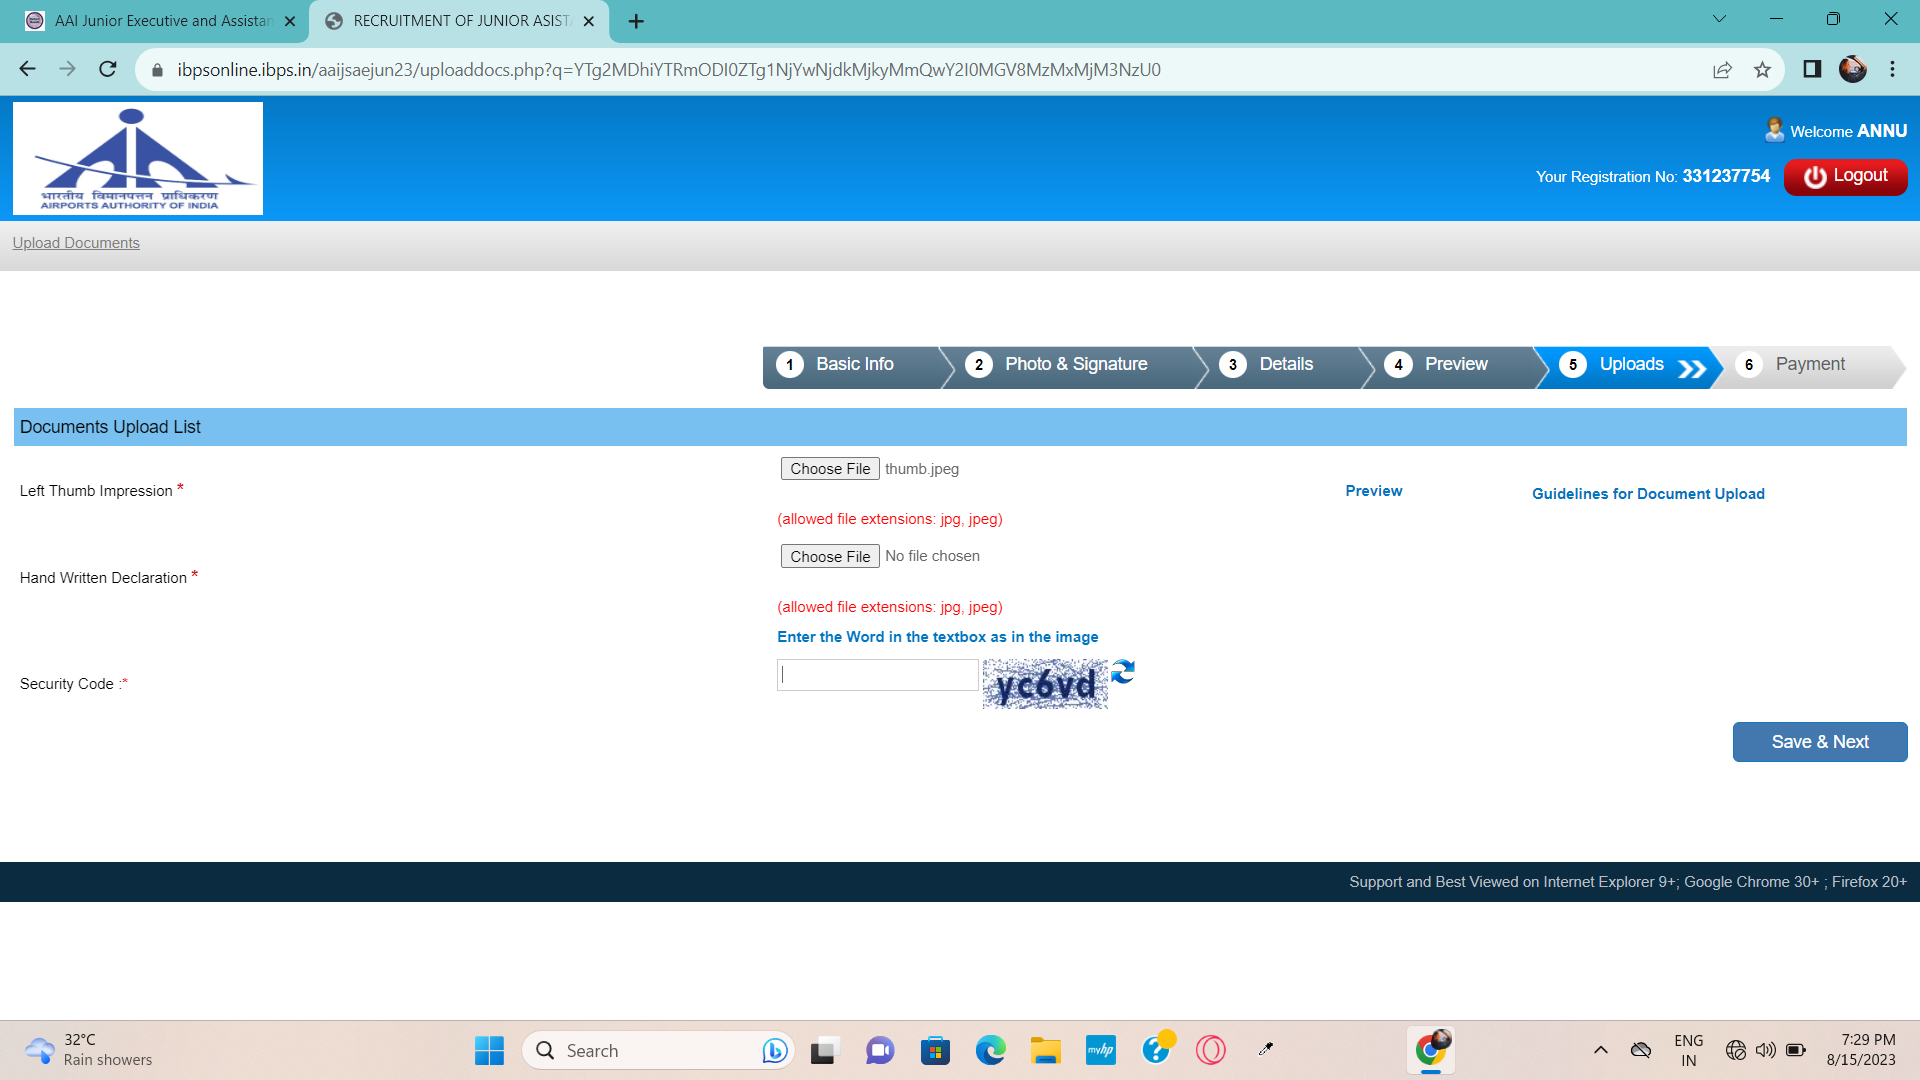 AAI Junior Executive and Assistan
RECRUITMENT OF JUNIOR ASIST
ibpsonline.ibps.in/aaijsaejun23/uploaddocs.php?q=YTg2MDhiYTRmODI0ZTg1NjYwNjdkMjkyMmQwY2I0MGV8MzMxMjM3NzU0
भारतीय विमानपत्तन प्राधिकरण
AIRPORTS AUTHORITY OF INDIA
Welcome ANNU
Your Registration No: 331237754
Logout
Upload Documents
1 Basic Info
2 Photo & Signature
3 Details
4 Preview
5 Uploads
6 Payment
Documents Upload List
Left Thumb Impression *
Choose File thumb.jpeg
(allowed file extensions: jpg, jpeg)
Preview
Guidelines for Document Upload
Hand Written Declaration *
Choose File No file chosen
(allowed file extensions: jpg, jpeg)
Enter the Word in the textbox as in the image
Security Code :*
yc6vd
Save & Next
Support and Best Viewed on Internet Explorer 9+; Google Chrome 30+ ; Firefox 20+
32°C
Rain showers
Search
myhp
ENG
IN
7:29 PM
8/15/2023